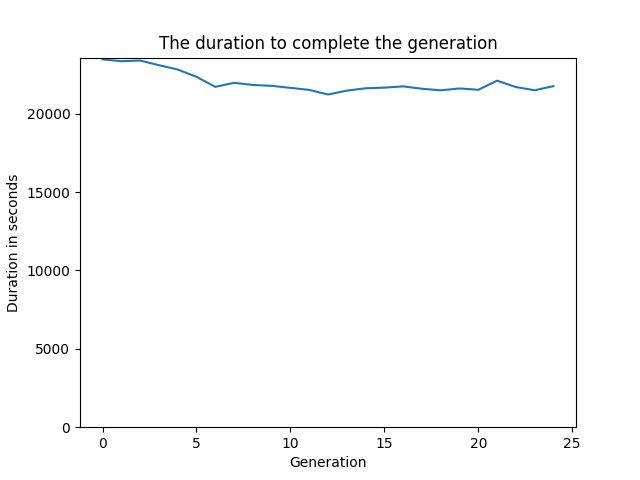 The duration to complete the generation
Duration in seconds
20000
15000
10000
5000
0
0 5 10 15 20 25
Generation